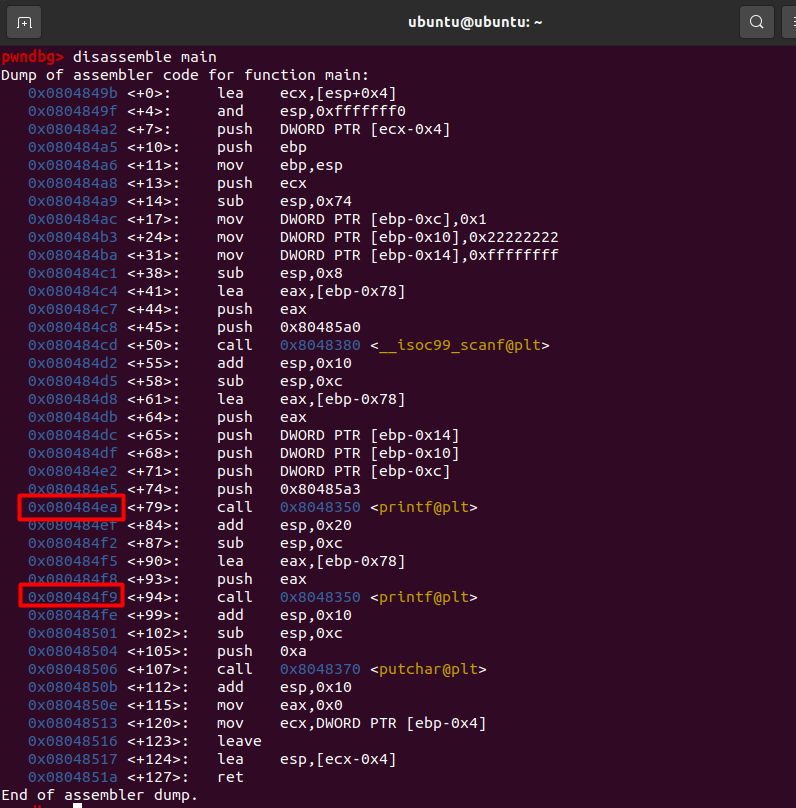 ubuntu@ubuntu: ~
pwndbg> disassemble main
Dump of assembler code for function main:
0x0804849b <+0>: lea ecx,[esp+0x4]
0x0804849f <+4>: and esp,0xfffffff0
0x080484a2 <+7>: push DWORD PTR [ecx-0x4]
0x080484a5 <+10>: push ebp
0x080484a6 <+11>: mov ebp,esp
0x080484a8 <+13>: push ecx
0x080484a9 <+14>: sub esp,0x74
0x080484ac <+17>: mov DWORD PTR [ebp-0xc],0x1
0x080484b3 <+24>: mov DWORD PTR [ebp-0x10],0x22222222
0x080484ba <+31>: mov DWORD PTR [ebp-0x14],0xffffffff
0x080484c1 <+38>: sub esp,0x8
0x080484c4 <+41>: lea eax,[ebp-0x78]
0x080484c7 <+44>: push eax
0x080484c8 <+45>: push 0x80485a0
0x080484cd <+50>: call 0x8048380 <__isoc99_scanf@plt>
0x080484d2 <+55>: add esp,0x10
0x080484d5 <+58>: sub esp,0xc
0x080484d8 <+61>: lea eax,[ebp-0x78]
0x080484db <+64>: push eax
0x080484dc <+65>: push DWORD PTR [ebp-0x14]
0x080484df <+68>: push DWORD PTR [ebp-0x10]
0x080484e2 <+71>: push DWORD PTR [ebp-0xc]
0x080484e5 <+74>: push 0x80485a3
0x080484ea <+79>: call 0x8048350 <printf@plt>
0x080484ef <+84>: add esp,0x20
0x080484f2 <+87>: sub esp,0xc
0x080484f5 <+90>: lea eax,[ebp-0x78]
0x080484f8 <+93>: push eax
0x080484f9 <+94>: call 0x8048350 <printf@plt>
0x080484fe <+99>: add esp,0x10
0x08048501 <+102>: sub esp,0xc
0x08048504 <+105>: push 0xa
0x08048506 <+107>: call 0x8048370 <putchar@plt>
0x0804850b <+112>: add esp,0x10
0x0804850e <+115>: mov eax,0x0
0x08048513 <+120>: mov ecx,DWORD PTR [ebp-0x4]
0x08048516 <+123>: leave
0x08048517 <+124>: lea esp,[ecx-0x4]
0x0804851a <+127>: ret
End of assembler dump.